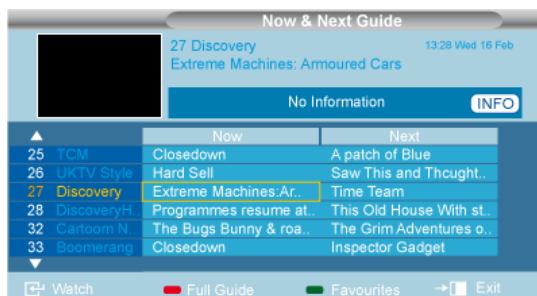 Now & Next Guide
27 Discovery 13:28 Wed 16 Feb
Extreme Machines: Armoured Cars
No Information INFO
Now Next
25 TCM Closedown A patch of Blue
26 UKTV Style Hard Sell Saw This and Thcught..
27 Discovery Extreme Machines:Ar.. Time Team
28 DiscoveryH.. Programmes resume at.. This Old House With st..
32 Cartoom N.. The Bugs Bunny & roa.. The Grim Adventures o..
33 Boomerang Closedown Inspector Gadget
Watch Full Guide Favourites Exit